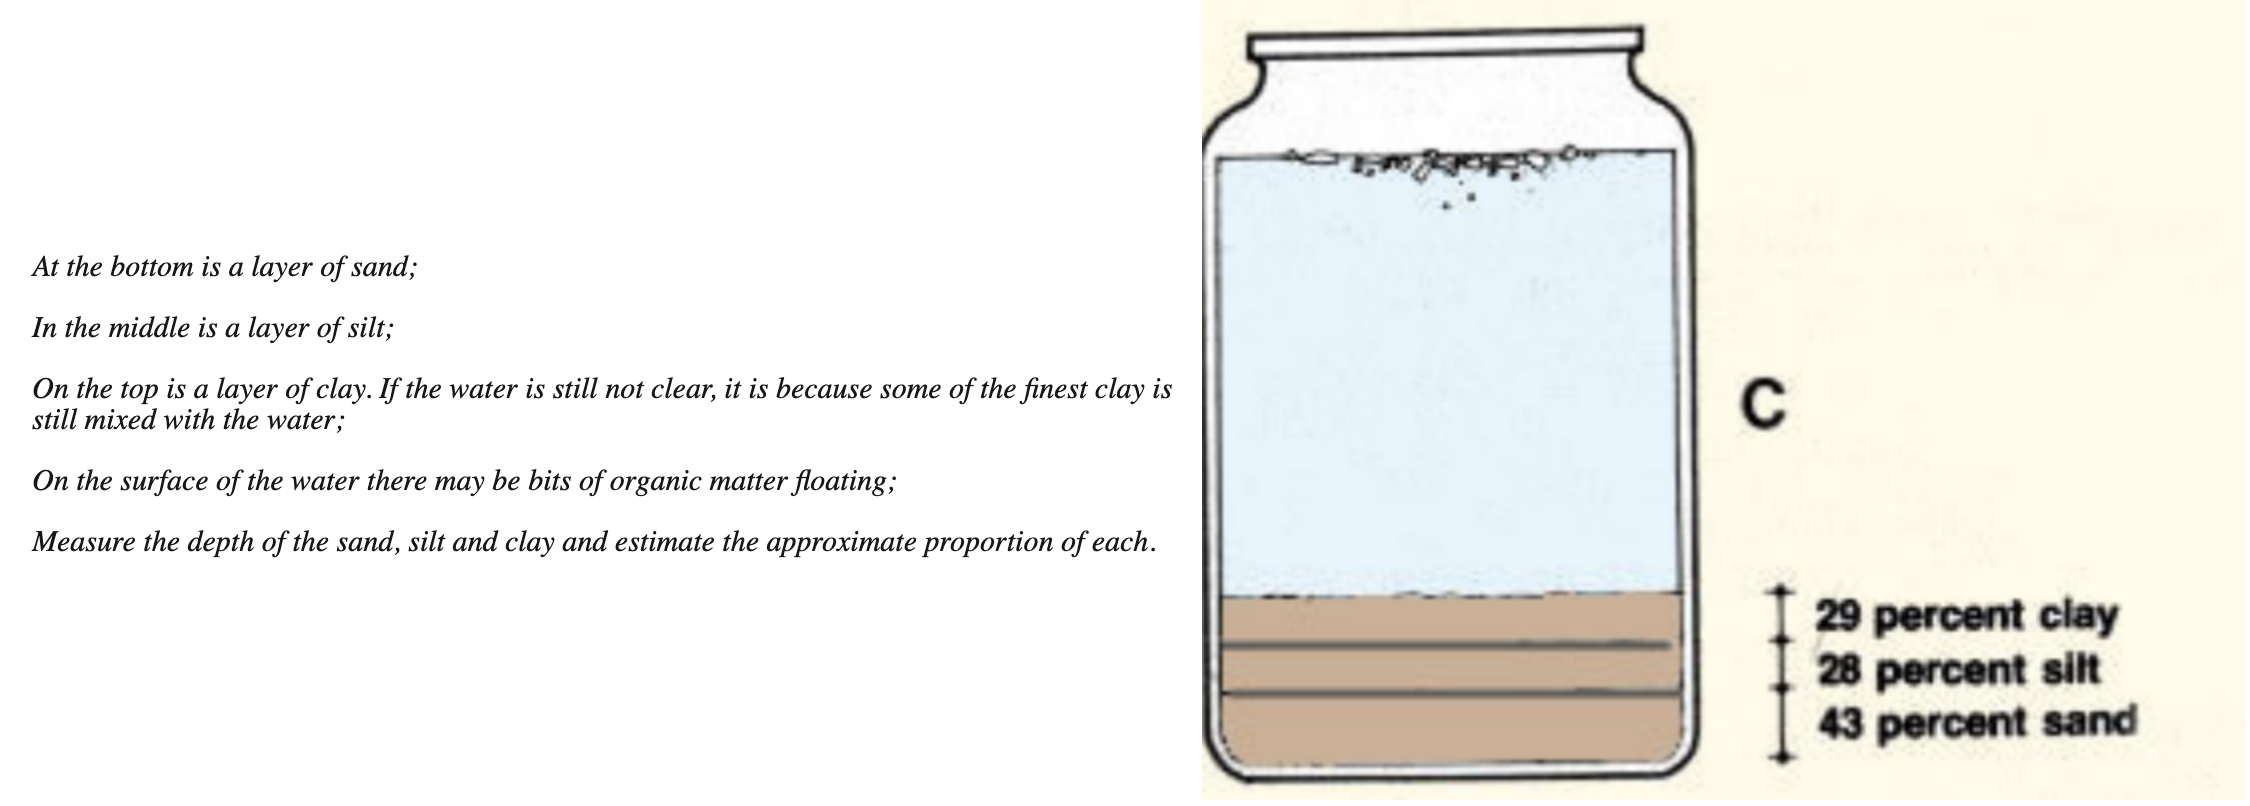 At the bottom is a layer of sand;
In the middle is a layer of silt;
On the top is a layer of clay. If the water is still not clear, it is because some of the finest clay is
still mixed with the water;
On the surface of the water there may be bits of organic matter floating;
Measure the depth of the sand, silt and clay and estimate the approximate proportion of each.
C
29 percent clay
28 percent silt
43 percent sand